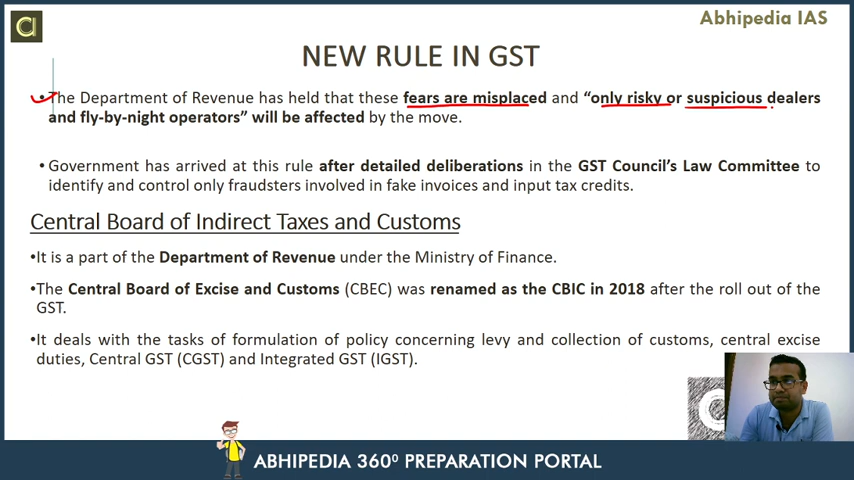 Abhipedia IAS
NEW RULE IN GST
•The Department of Revenue has held that these fears are misplaced and “only risky or suspicious dealers
and fly-by-night operators” will be affected by the move.
•Government has arrived at this rule after detailed deliberations in the GST Council’s Law Committee to
identify and control only fraudsters involved in fake invoices and input tax credits.
Central Board of Indirect Taxes and Customs
•It is a part of the Department of Revenue under the Ministry of Finance.
•The Central Board of Excise and Customs (CBEC) was renamed as the CBIC in 2018 after the roll out of the
GST.
•It deals with the tasks of formulation of policy concerning levy and collection of customs, central excise
duties, Central GST (CGST) and Integrated GST (IGST).
ABHIPEDIA 360⁰ PREPARATION PORTAL